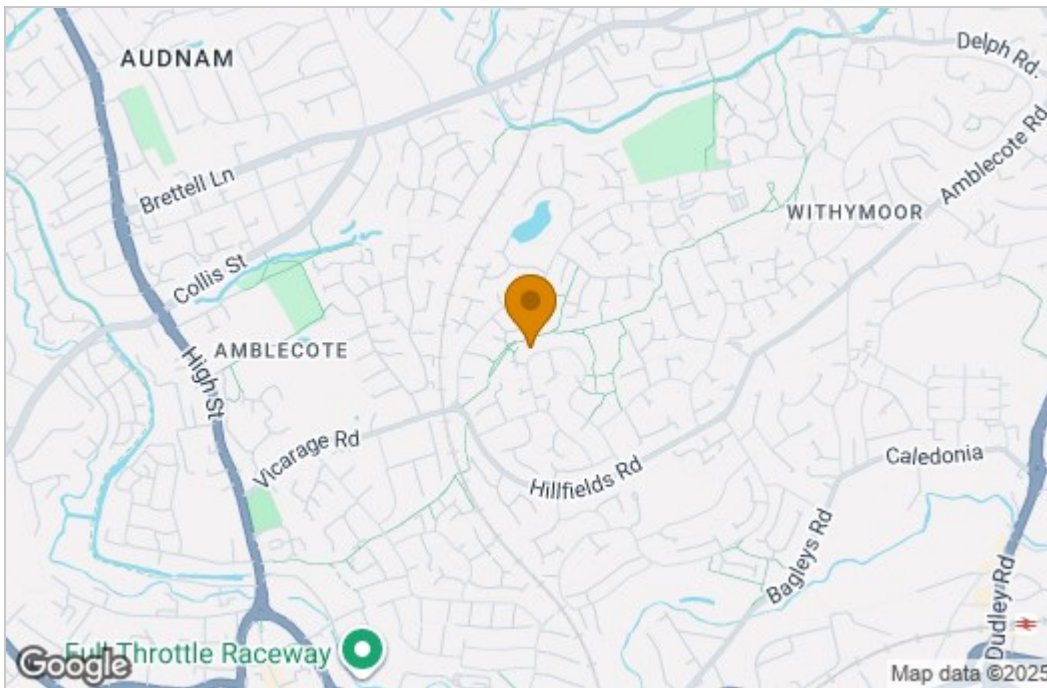 AUDNAM
Delph Rd.
Amblecote Rd
Brettell Ln
WITHYMOOR
Collis St
AMBLECOTE
High St
Vicarage Rd
Caledonia
Hillfields Rd
Bagleys Rd
Dudley Rd
Full Throttle Raceway
Google
Map data ©2025